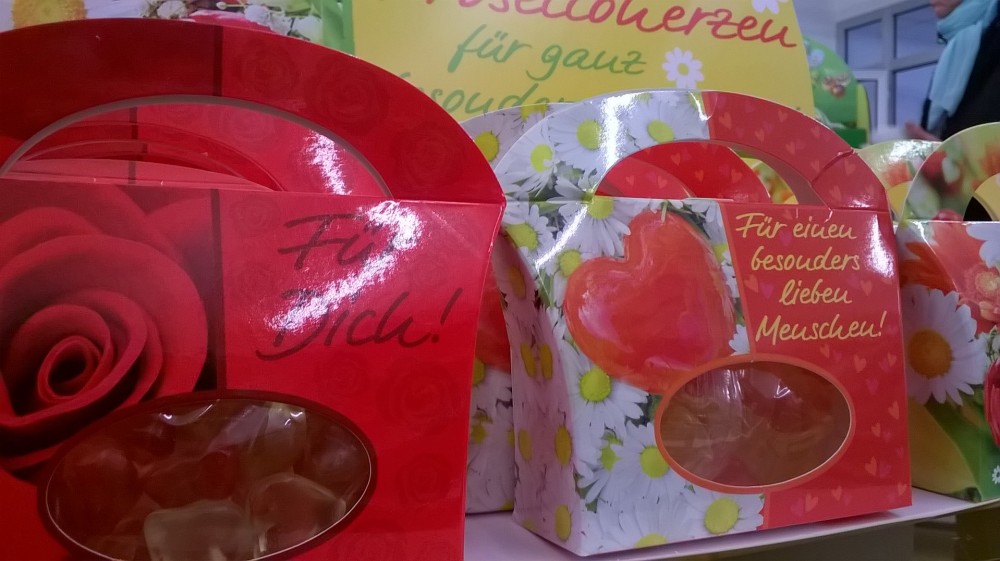 für ganz
Für
Dich!
Für einen
besonders
lieben
Menschen!